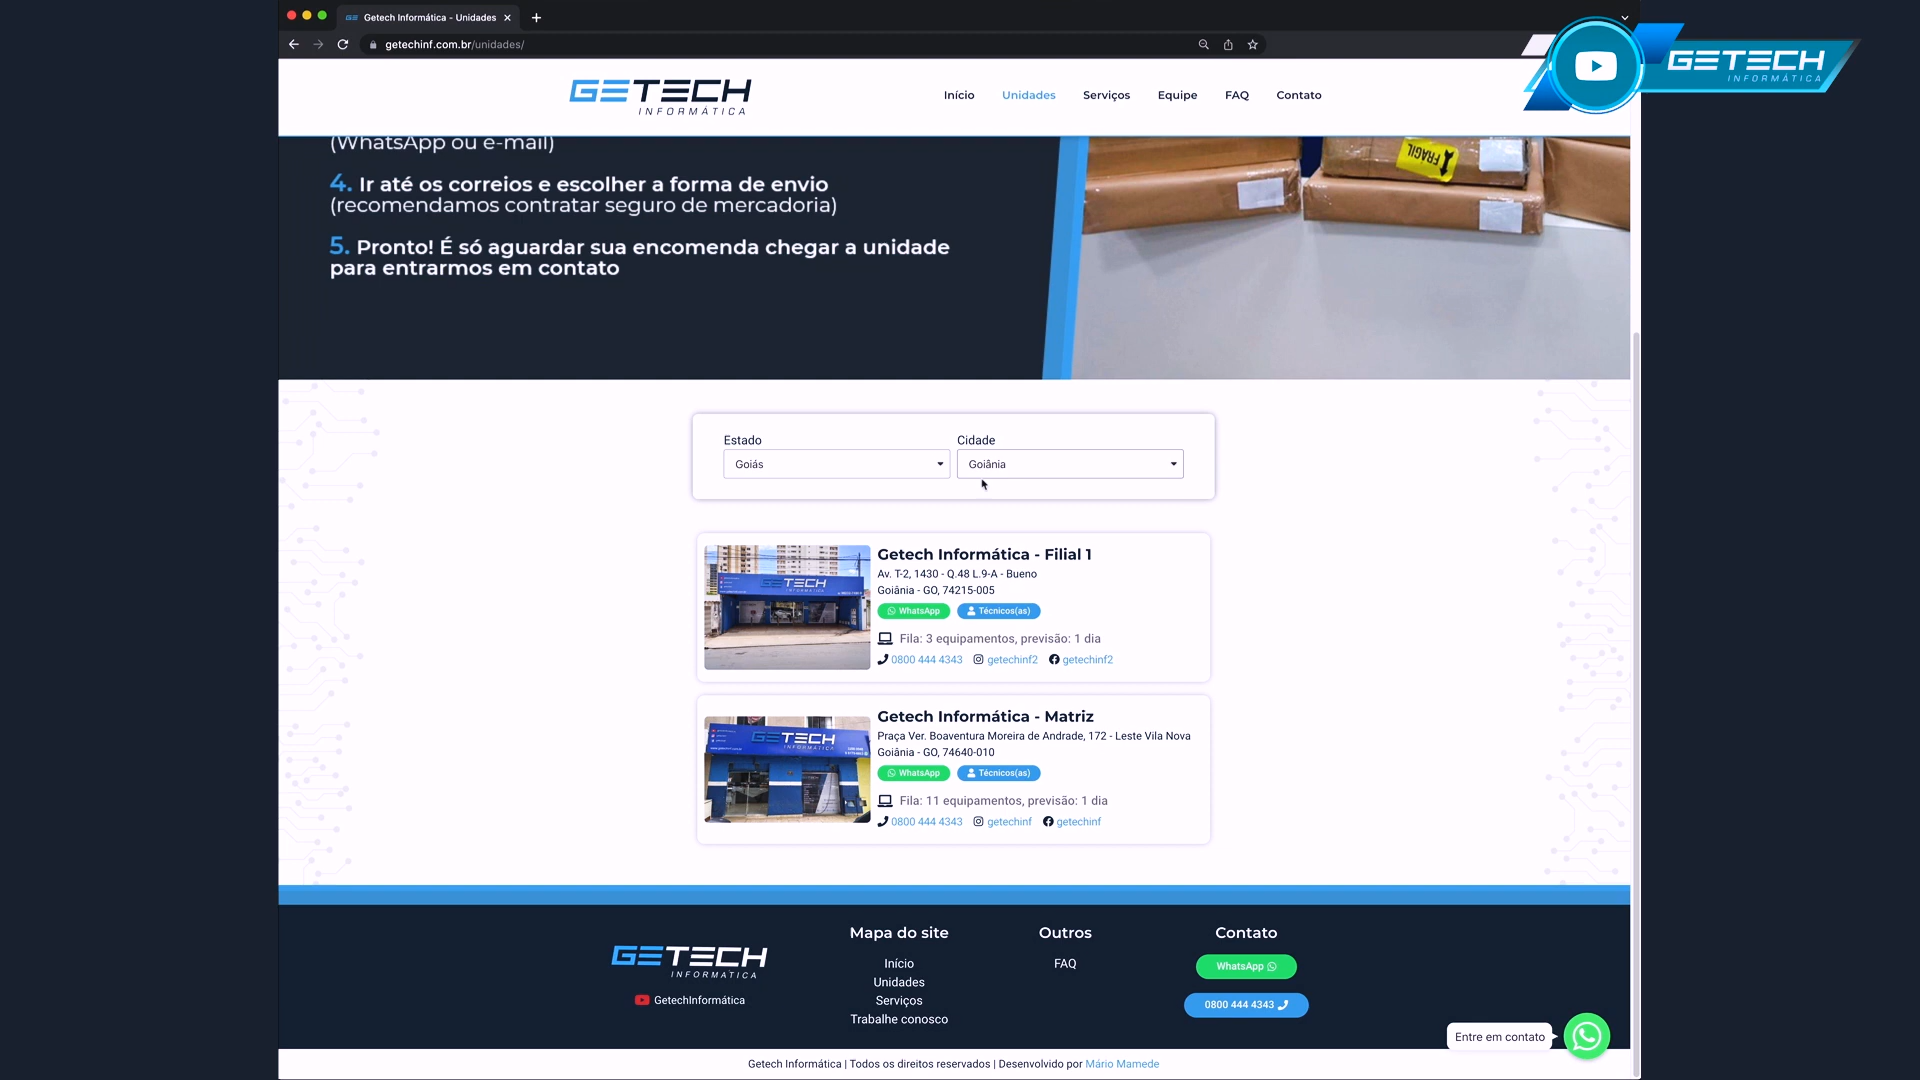 Getech Informática - Unidades
getechinf.com.br/unidades/
GETECH
INFORMÁTICA
GETECH
INFORMÁTICA
Início Unidades Serviços Equipe FAQ Contato
(WhatsApp ou e-mail)
4. Ir até os correios e escolher a forma de envio
(recomendamos contratar seguro de mercadoria)
5. Pronto! É só aguardar sua encomenda chegar a unidade
para entrarmos em contato
FRÁGIL
Estado Cidade
Goiás Goiânia
Getech Informática - Filial 1
Av. T-2, 1430 - Q.48 L.9-A - Bueno
Goiânia - GO, 74215-005
WhatsApp Técnicos(as)
Fila: 3 equipamentos, previsão: 1 dia
0800 444 4343 getechinf2 getechinf2
GETECH
Getech Informática - Matriz
Praça Ver. Boaventura Moreira de Andrade, 172 - Leste Vila Nova
Goiânia - GO, 74640-010
WhatsApp Técnicos(as)
Fila: 11 equipamentos, previsão: 1 dia
0800 444 4343 getechinf getechinf
GETECH
GETECH
INFORMÁTICA
GetechInformática
Mapa do site
Início
Unidades
Serviços
Trabalhe conosco
Outros
FAQ
Contato
WhatsApp
0800 444 4343
Entre em contato
Getech Informática | Todos os direitos reservados | Desenvolvido por Mário Mamede